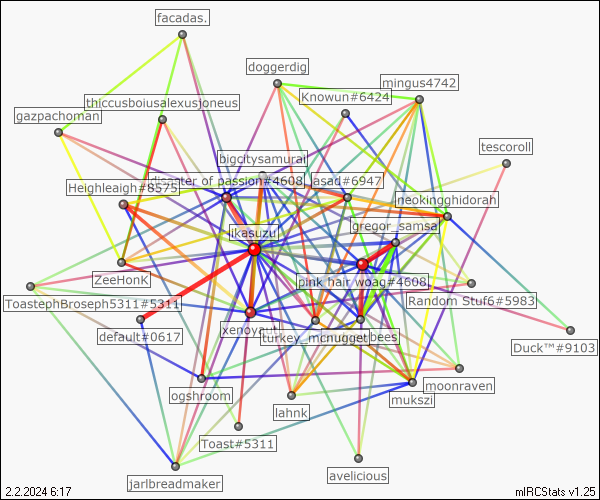 facadas.
doggerdig
mingus4742
Knowun#6424
thiccusboiusalexusjoneus
gazpachoman
tescoroll
bigcitysamurai
disaster of passion#4608
jasad#6947
Heighleaigh#8575
neokingghidorah
gregor_samsa
ikasuzu
ZeeHonk
pink hair woag#4608
ToastephBroseph5311#5311
Random Stuf6#5983
default#0617
xenoyaut
turkey_mcnugget
bees
Duck™#9103
ogshroom
moonraven
mukszi
lahnk
Toast#5311
avelicious
jarlbreadmaker
2.2.2024 6:17
mIRCStats v1.25